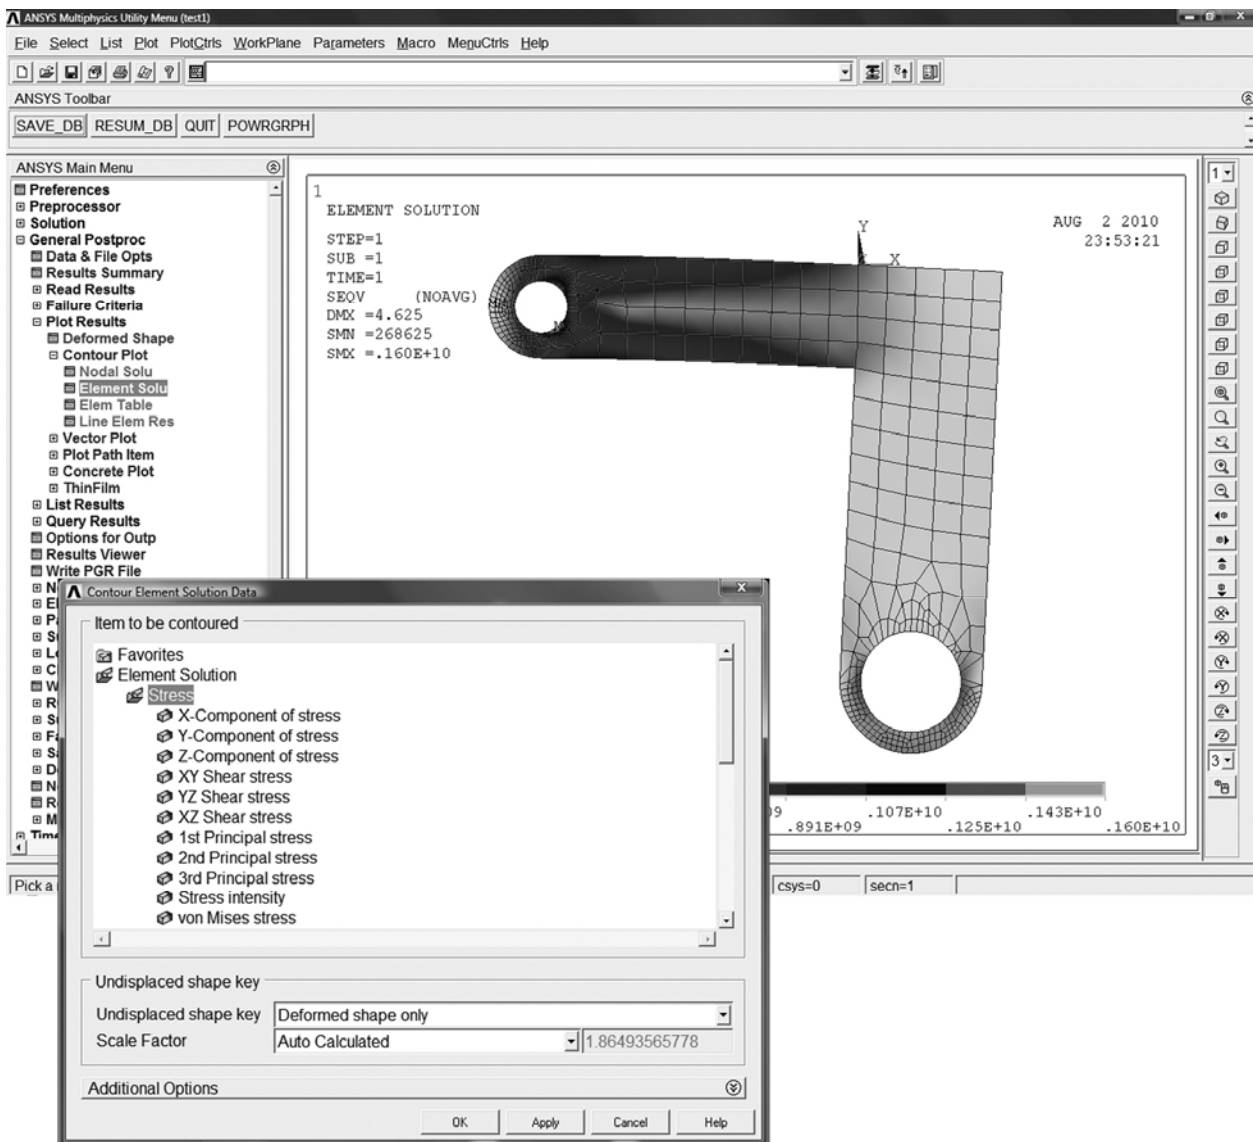 ANSYS Multiphysics Utility Menu (test1)
File Select List Plot PlotCtrls WorkPlane Parameters Macro MenuCtrls Help
ANSYS Toolbar
SAVE_DB RESUM_DB QUIT POWRGRPH
ANSYS Main Menu
Preferences
Preprocessor
Solution
General Postproc
Data & File Opts
Results Summary
Read Results
Failure Criteria
Plot Results
Deformed Shape
Contour Plot
Nodal Solu
Element Solu
Elem Table
Line Elem Res
Vector Plot
Plot Path Item
Concrete Plot
ThinFilm
List Results
Query Results
Options for Outp
Results Viewer
Write PGR File
1
ELEMENT SOLUTION
STEP=1
SUB =1
TIME=1
SEQV (NOAVG)
DMX =4.625
SMN =268625
SMX =.160E+10
AUG 2 2010
23:53:21
Y
X
.891E+09
.107E+10
.125E+10
.143E+10
.160E+10
1
3
Pick a
csys=0
secn=1
Contour Element Solution Data
Item to be contoured
Favorites
Element Solution
Stress
X-Component of stress
Y-Component of stress
Z-Component of stress
XY Shear stress
YZ Shear stress
XZ Shear stress
1st Principal stress
2nd Principal stress
3rd Principal stress
Stress intensity
von Mises stress
Undisplaced shape key
Undisplaced shape key Deformed shape only
Scale Factor Auto Calculated 1.86493565778
Additional Options
OK Apply Cancel Help